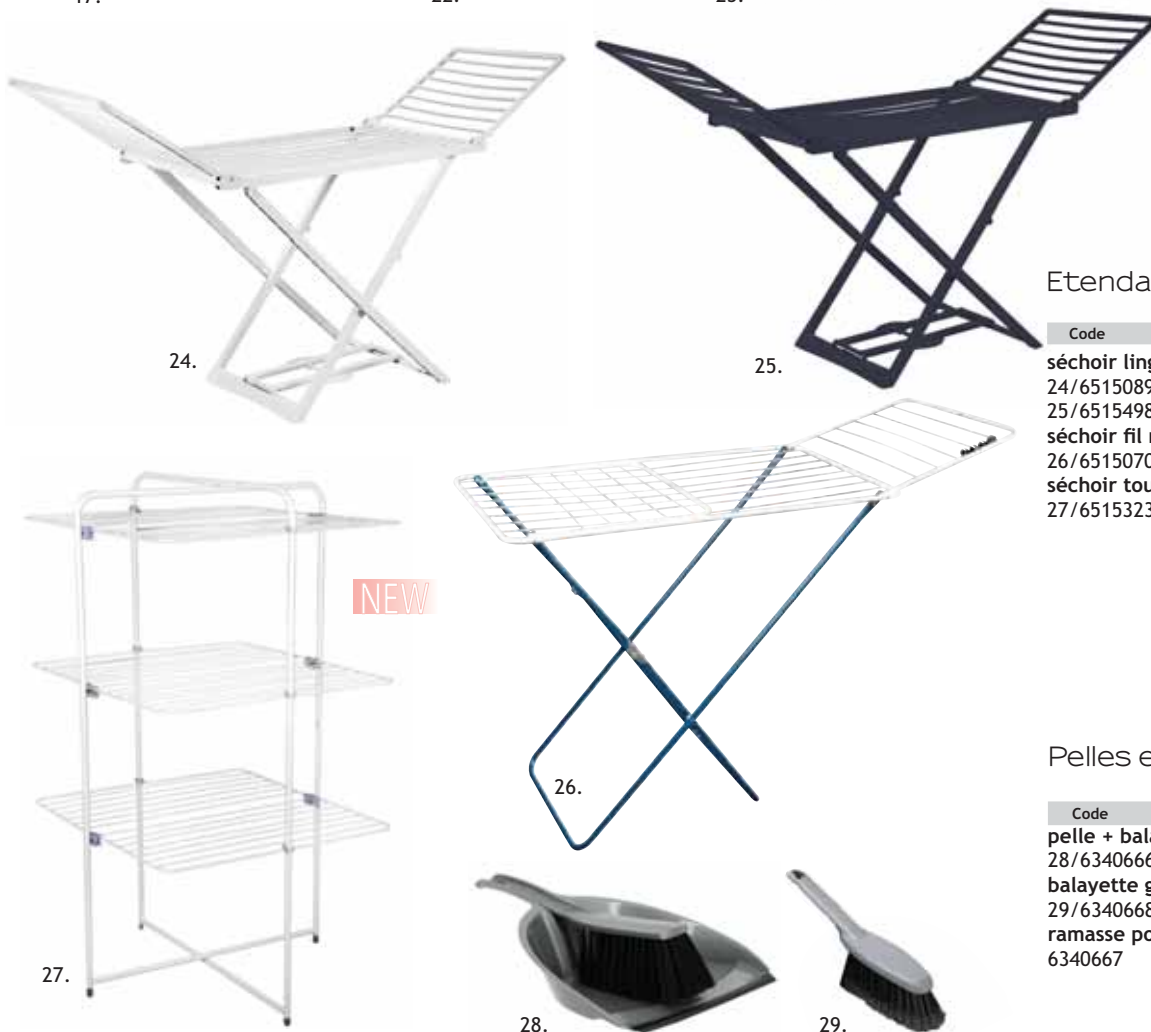 24.
25.
Etenda
Code
séchoir ling
24/6515089
25/6515498
séchoir fil
26/6515070
séchoir tou
27/6515323
NEW
26.
27.
Pelles e
Code
pelle + bala
28/6340666
balayette g
29/6340668
ramasse po
6340667
28.
29.